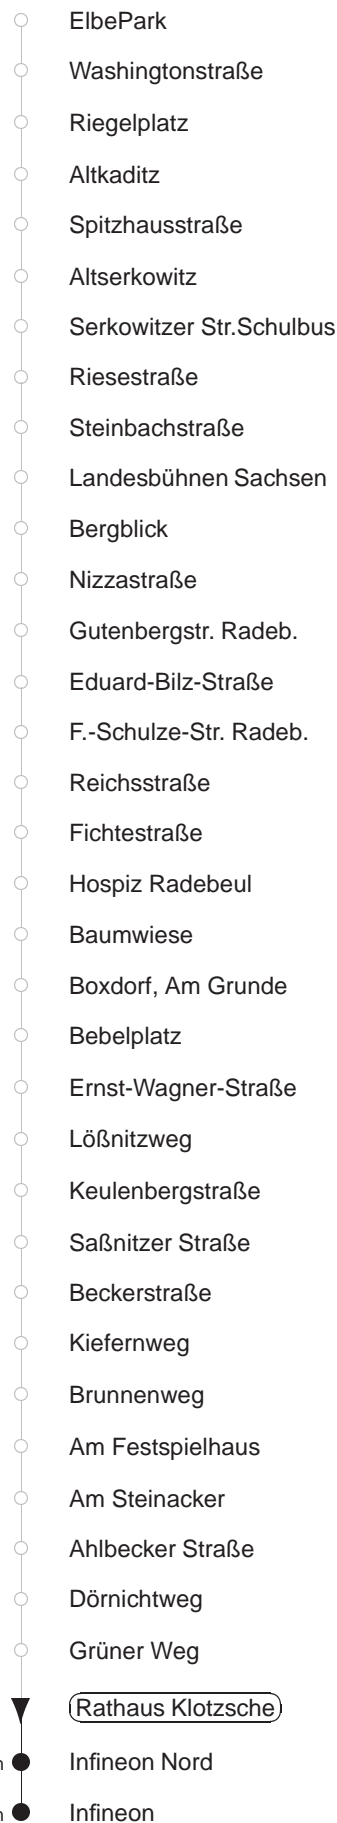 ElbePark
Washingtonstraße
Riegelplatz
Altkaditz
Spitzhausstraße
Altserkowitz
Serkowitzer Str.Schulbus
Riesestraße
Steinbachstraße
Landesbühnen Sachsen
Bergblick
Nizzastraße
Gutenbergstr. Radeb.
Eduard-Bilz-Straße
F.-Schulze-Str. Radeb.
Reichsstraße
Fichtestraße
Hospiz Radebeul
Baumwiese
Boxdorf, Am Grunde
Bebelplatz
Ernst-Wagner-Straße
Lößnitzweg
Keulenbergstraße
Saßnitzer Straße
Beckerstraße
Kiefernweg
Brunnenweg
Am Festspielhaus
Am Steinacker
Ahlbecker Straße
Dörnichtweg
Grüner Weg
Rathaus Klotzsche
Infineon Nord
Infineon